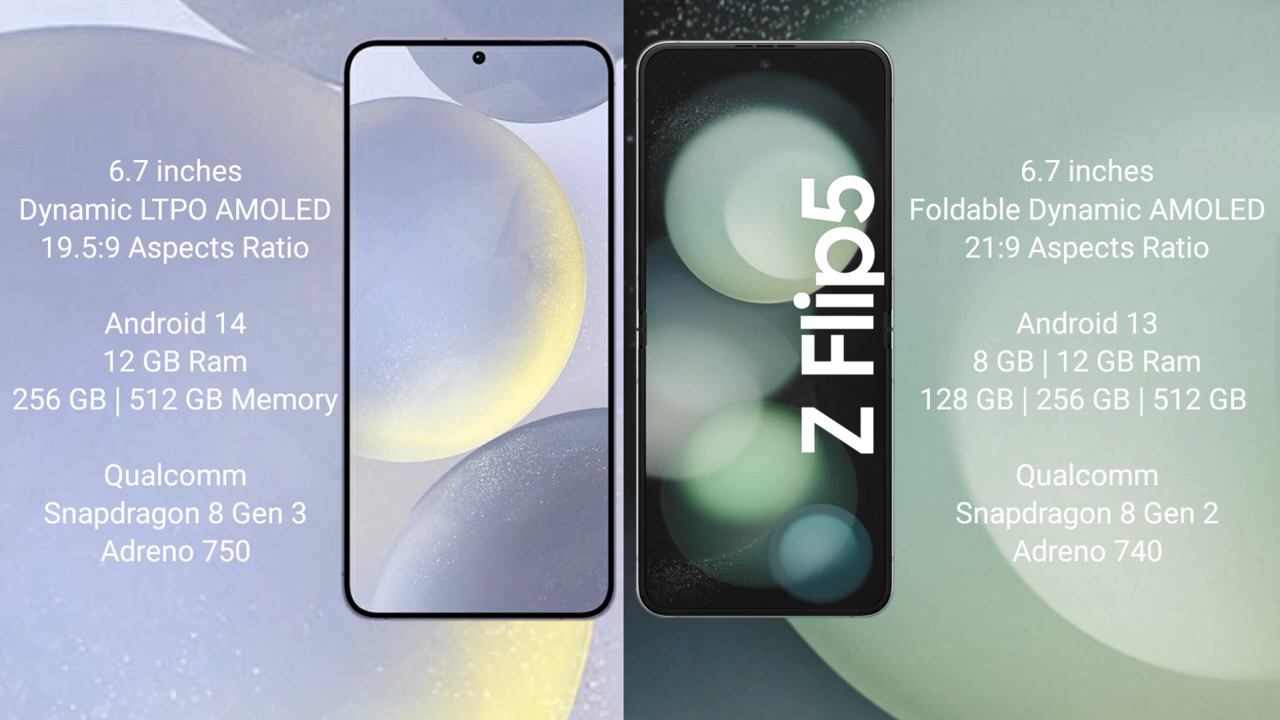 6.7 inches
Dynamic LTPO AMOLED
19.5:9 Aspects Ratio
Android 14
12 GB Ram
256 GB | 512 GB Memory
Qualcomm
Snapdragon 8 Gen 3
Adreno 750
Z Flip5
6.7 inches
Foldable Dynamic AMOLED
21:9 Aspects Ratio
Android 13
8 GB | 12 GB Ram
128 GB | 256 GB | 512 GB
Qualcomm
Snapdragon 8 Gen 2
Adreno 740